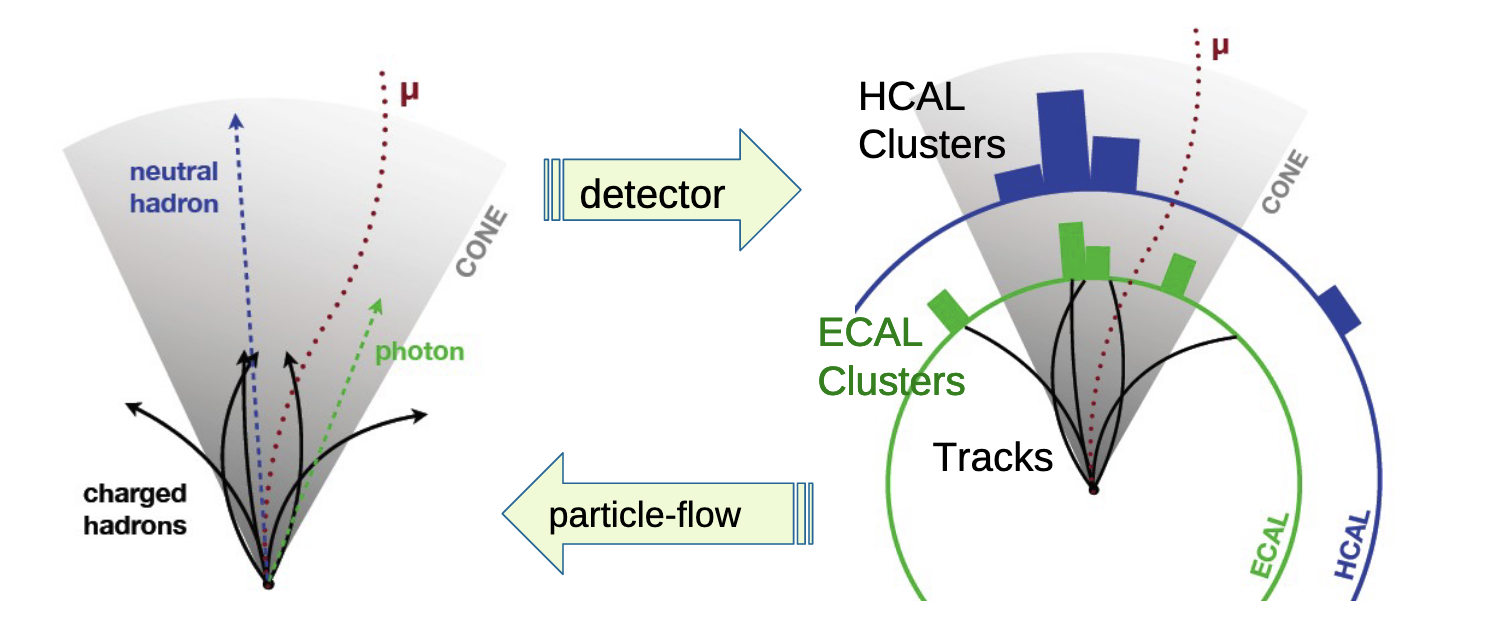 μ
neutral
hadron
CONE
photon
charged
hadrons
detector
particle-flow
μ
HCAL
Clusters
CONE
ECAL
Clusters
Tracks
ECAL
HCAL